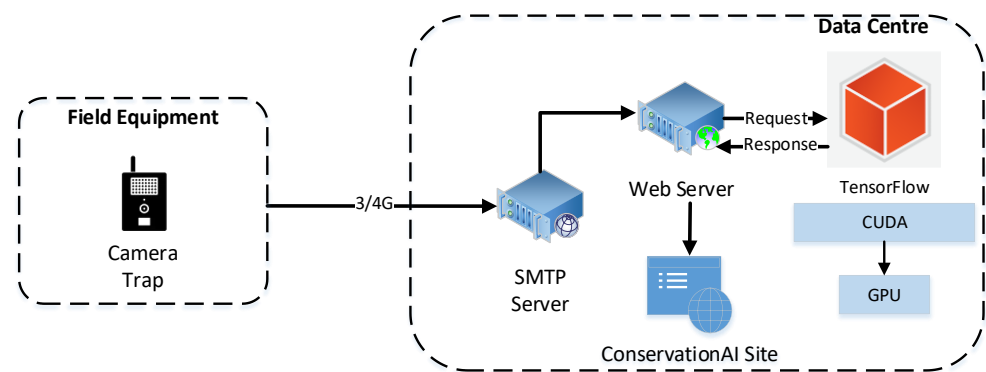 Field Equipment
Camera
Trap
3/4G
Data Centre
SMTP
Server
Web Server
Request
Response
TensorFlow
CUDA
GPU
ConservationAI Site